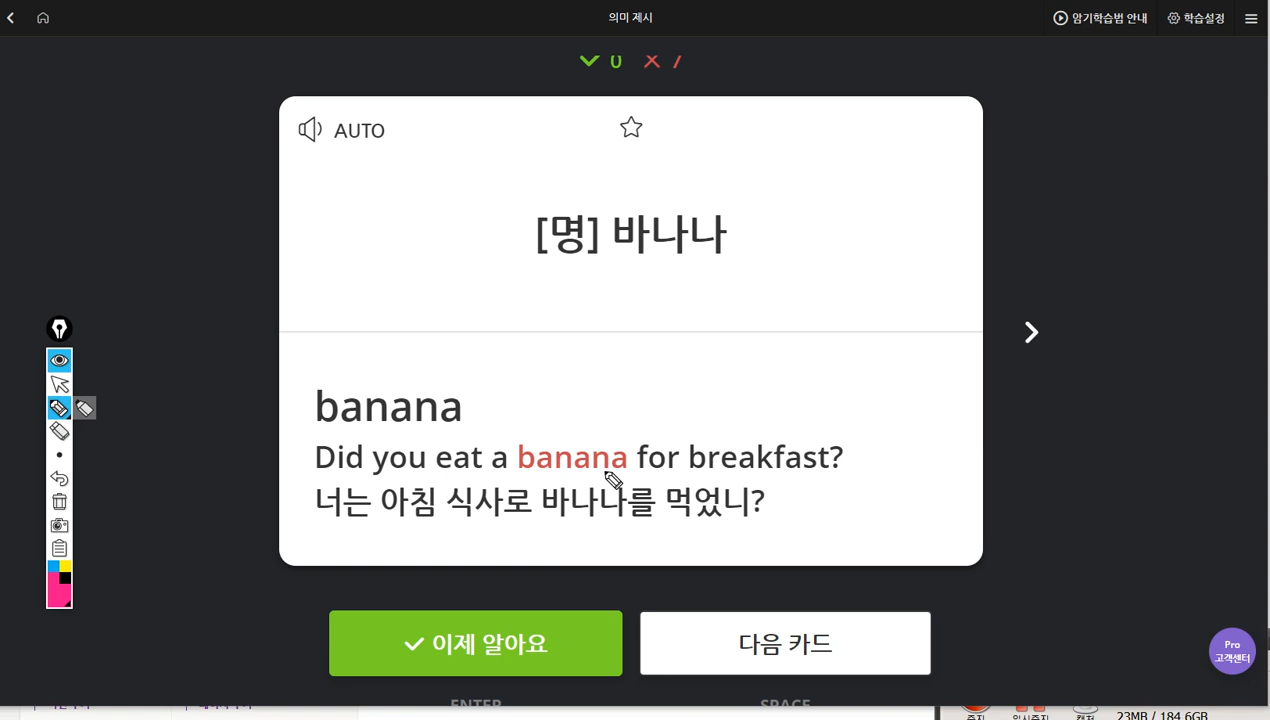 의미 제시
암기학습법 안내
학습설정
0
AUTO
[명] 바나나
banana
Did you eat a banana for breakfast?
너는 아침 식사로 바나나를 먹었니?
이제 알아요
다음 카드
Pro
고객센터
ENTER
SPACE
23MB / 184.6GB